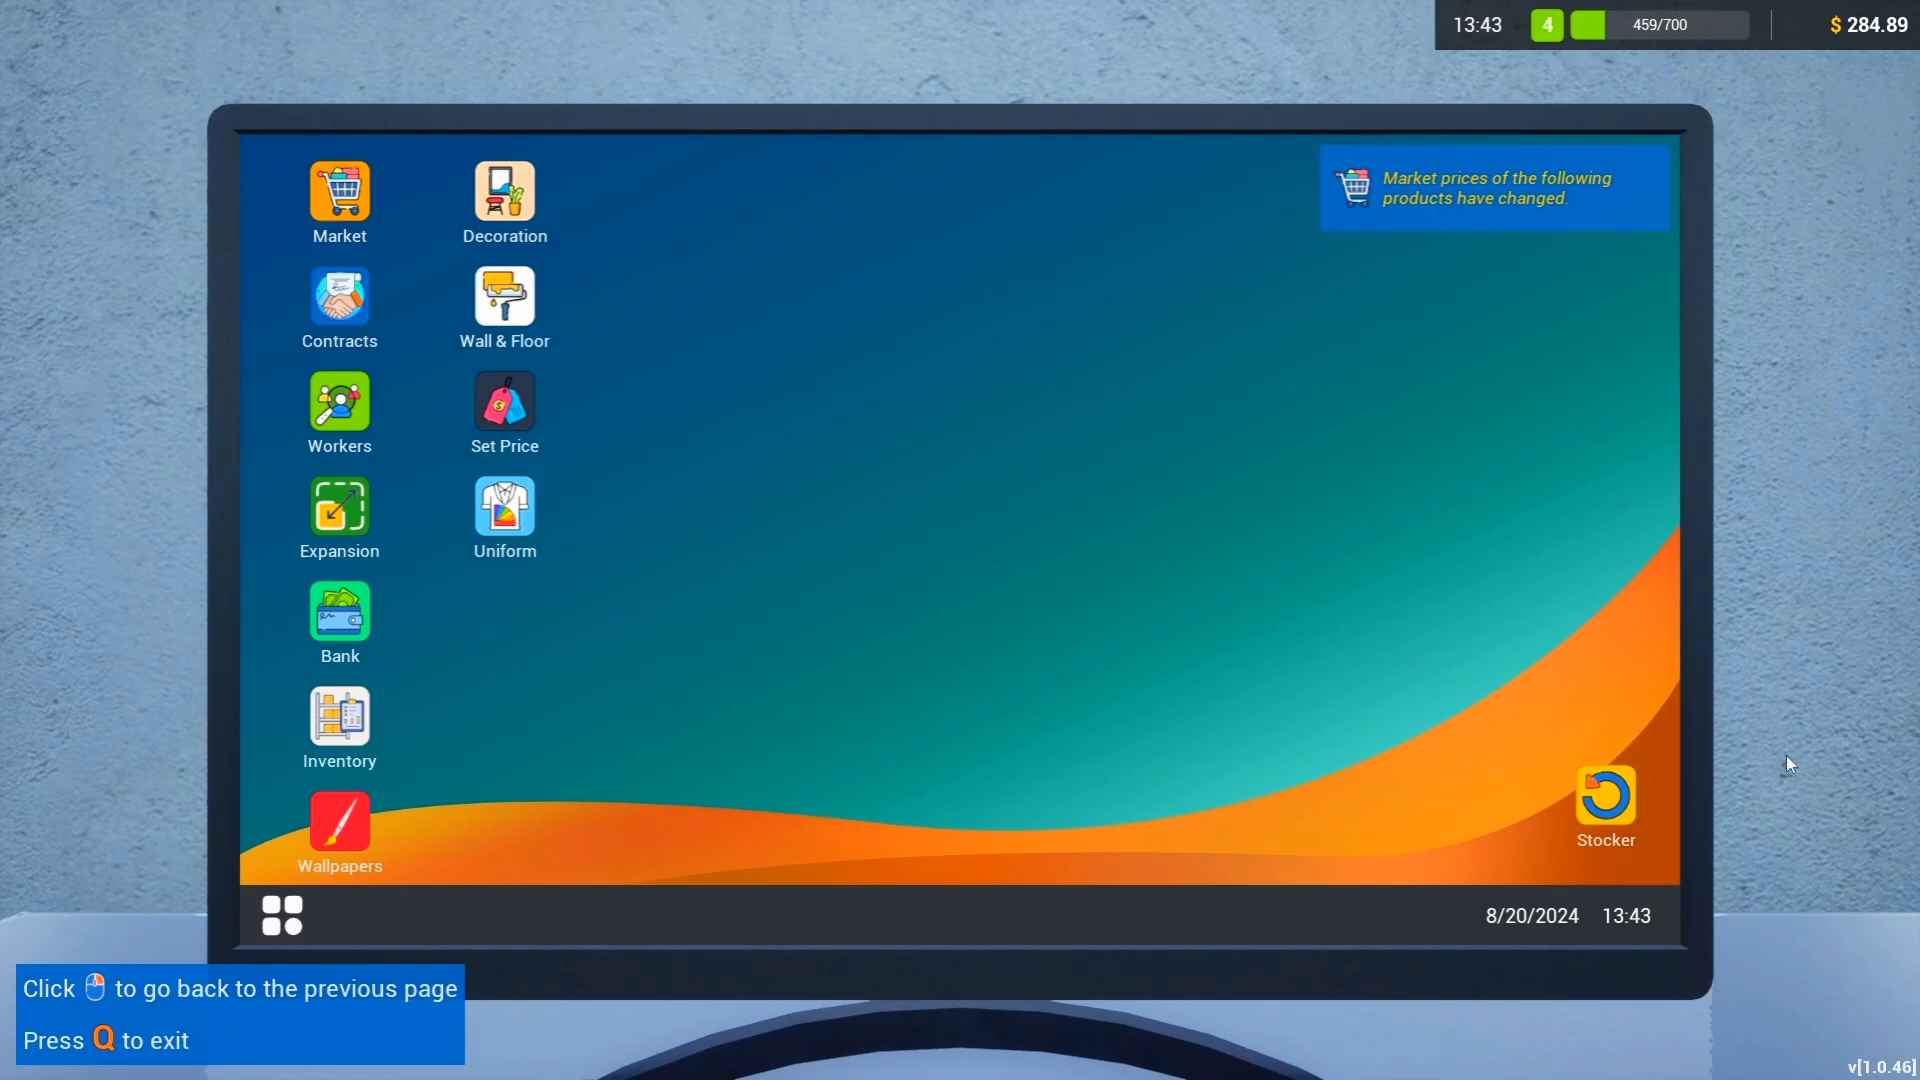 13:43 4 459/700 $ 284.89
Market prices of the following
products have changed.
Market Decoration
Contracts Wall & Floor
Workers Set Price
Expansion Uniform
Bank
Inventory
Wallpapers
Stocker
8/20/2024 13:43
Click to go back to the previous page
Press Q to exit
v[1.0.46]